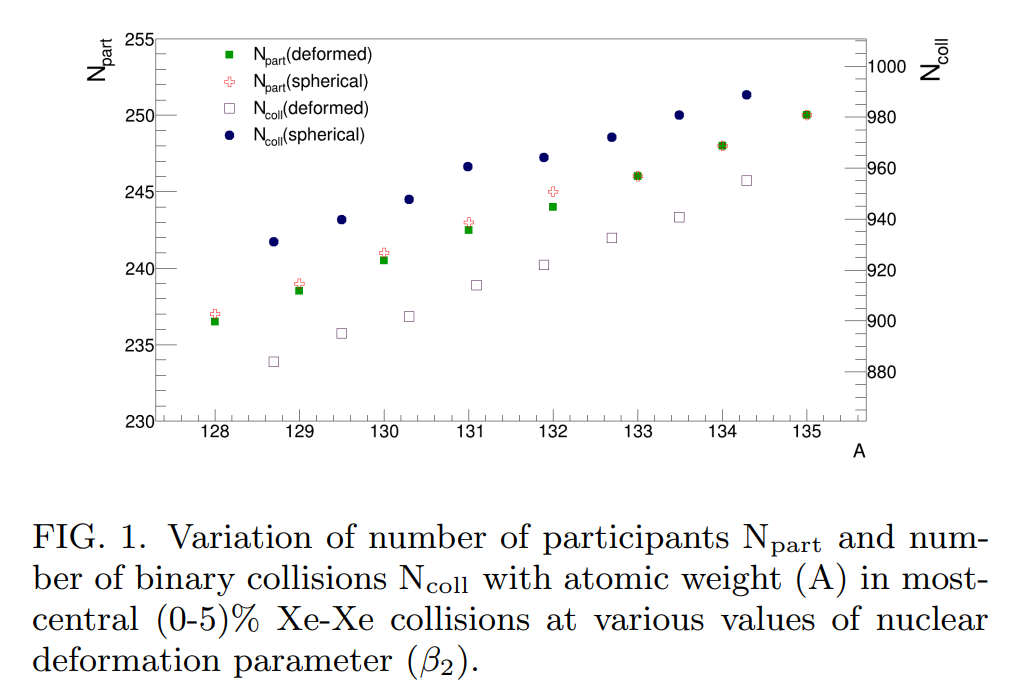 N_part
255
250
245
240
235
230
N_part(deformed)
N_part(spherical)
N_coll(deformed)
N_coll(spherical)
N_coll
1000
980
960
940
920
900
880
128 129 130 131 132 133 134 135
A
FIG. 1. Variation of number of participants N_part and num-
ber of binary collisions N_coll with atomic weight (A) in most-
central (0-5)% Xe-Xe collisions at various values of nuclear
deformation parameter (β₂).